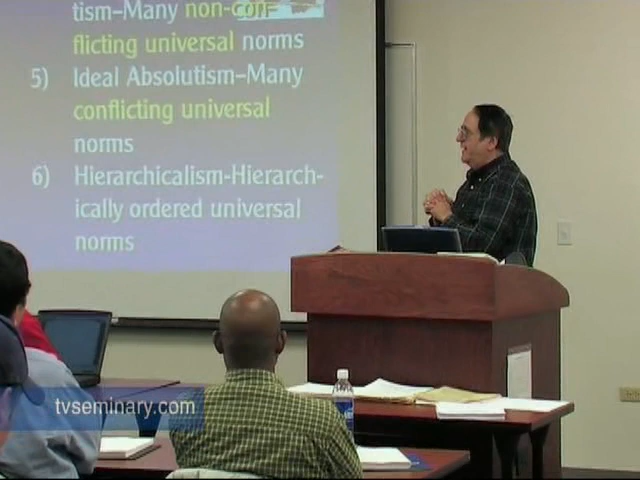 tism–Many non-con-
flicting universal norms
5) Ideal Absolutism–Many
conflicting universal
norms
6) Hierarchicalism-Hierarch-
ically ordered universal
norms
tvseminary.com